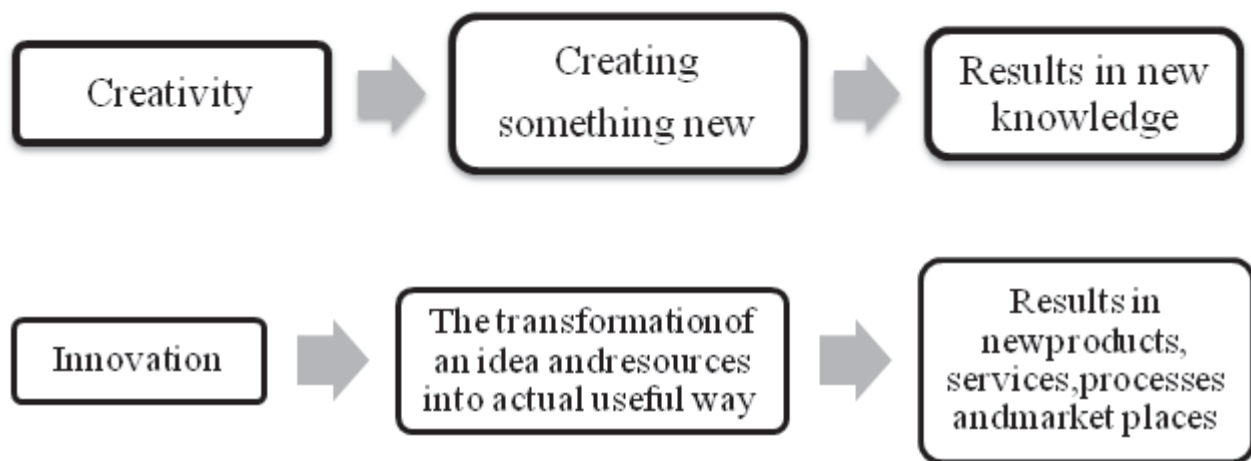 Creativity
Creating
something new
Results in new
knowledge
Innovation
The transformation of
an idea andresources
into actual useful way
Results in
newproducts,
services,processes
andmarket places